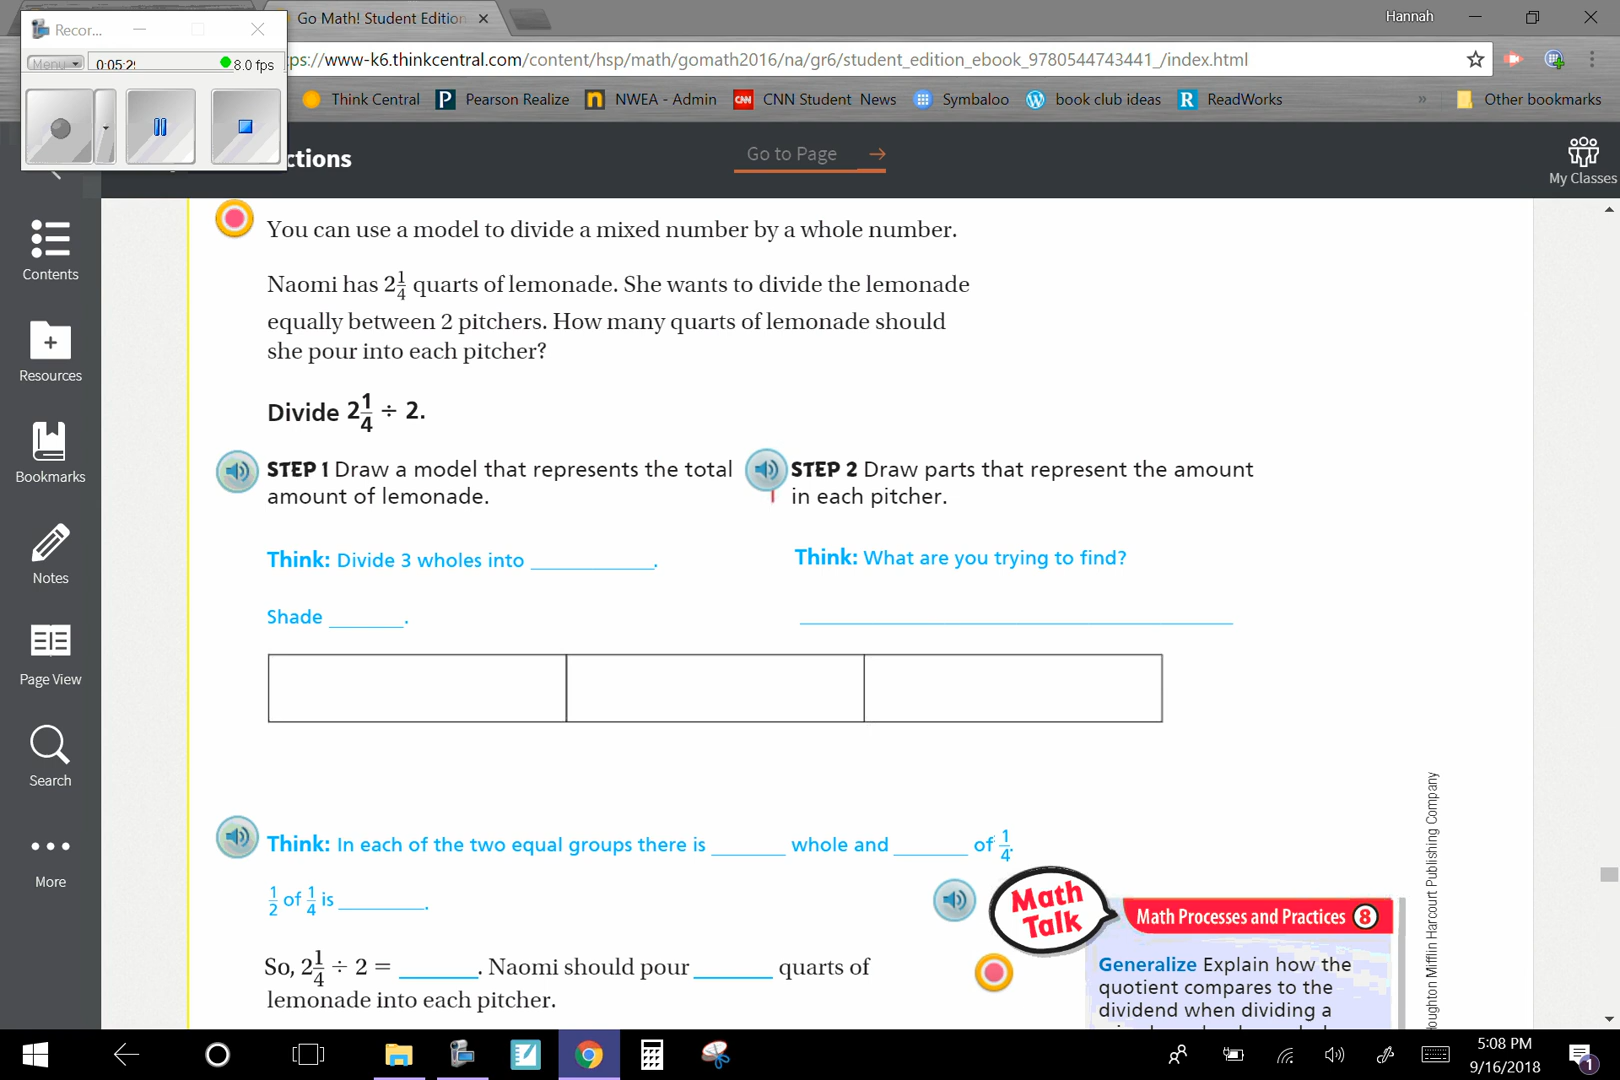 Recor...
Go Math! Student Edition
Hannah
Menu
0:05:2
8.0 fps
ps://www-k6.thinkcentral.com/content/hsp/math/gomath2016/na/gr6/student_edition_ebook_9780544743441_/index.html
Think Central
Pearson Realize
NWEA - Admin
CNN Student News
Symbaloo
book club ideas
ReadWorks
»
Other bookmarks
ctions
Go to Page
My Classes
Contents
Resources
Bookmarks
Notes
Page View
Search
More
You can use a model to divide a mixed number by a whole number.
Naomi has 2 1/4 quarts of lemonade. She wants to divide the lemonade
equally between 2 pitchers. How many quarts of lemonade should
she pour into each pitcher?
Divide 2 1/4 ÷ 2.
STEP 1 Draw a model that represents the total
amount of lemonade.
Think: Divide 3 wholes into ____________.
Shade _______.
STEP 2 Draw parts that represent the amount
in each pitcher.
Think: What are you trying to find?
Think: In each of the two equal groups there is _______ whole and _______ of 1/4.
1/2 of 1/4 is ________.
So, 2 1/4 ÷ 2 = _______. Naomi should pour _______ quarts of
lemonade into each pitcher.
Math
Talk
Math Processes and Practices 8
Generalize Explain how the
quotient compares to the
dividend when dividing a
oughton Mifflin Harcourt Publishing Company
5:08 PM
9/16/2018
1